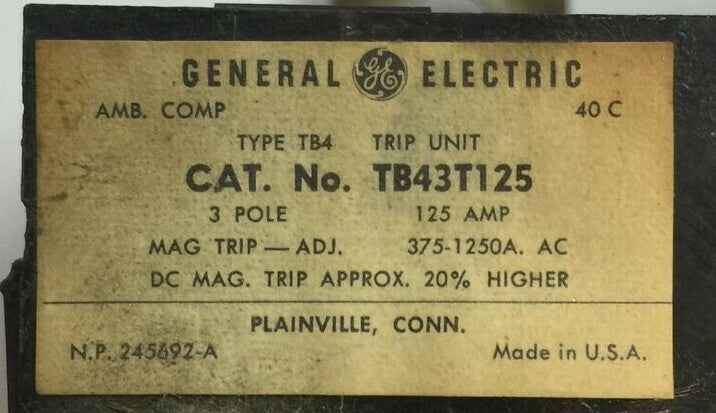 GENERAL GE ELECTRIC
AMB. COMP 40 C
TYPE TB4 TRIP UNIT
CAT. No. TB43T125
3 POLE 125 AMP
MAG TRIP — ADJ. 375-1250A. AC
DC MAG. TRIP APPROX. 20% HIGHER
PLAINVILLE, CONN.
N.P. 245692-A Made in U.S.A.